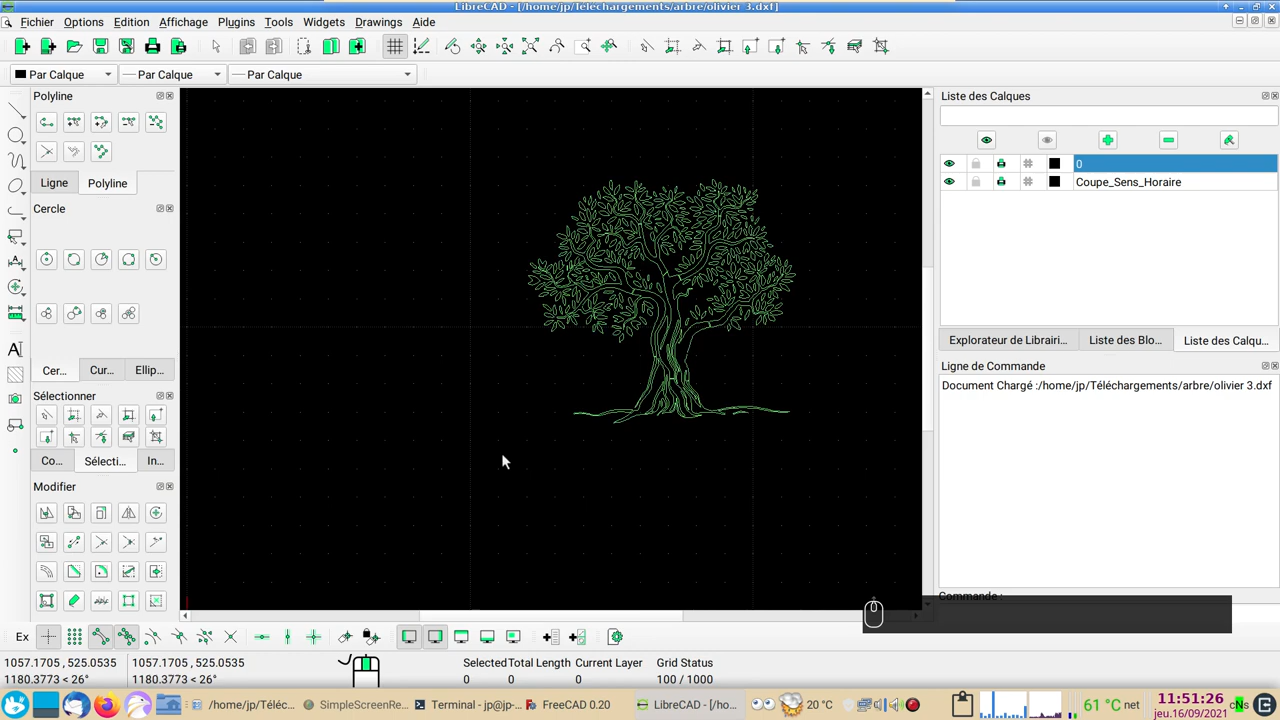 LibreCAD - [/home/jp/Téléchargements/arbre/olivier 3.dxf]
Fichier Options Edition Affichage Plugins Tools Widgets Drawings Aide
Par Calque Par Calque Par Calque
Polyline
Ligne Polyline
Cercle
Cer... Cur... Ellip...
Sélectionner
Co... Sélecti... In...
Modifier
Liste des Calques
0
Coupe_Sens_Horaire
Explorateur de Librairi... Liste des Blo... Liste des Calqu...
Ligne de Commande
Document Chargé :/home/jp/Téléchargements/arbre/olivier 3.dxf
Commande :
Ex
1057.1705 , 525.0535 1057.1705 , 525.0535 Selected Total Length Current Layer Grid Status
1180.3773 < 26° 1180.3773 < 26° 0 0 0 100 / 1000
/home/jp/Téléc... SimpleScreenRe... Terminal - jp@jp-... FreeCAD 0.20 LibreCAD - [/ho... 20 °C 61 °C net 11:51:26 cNs
jeu.16/09/2021